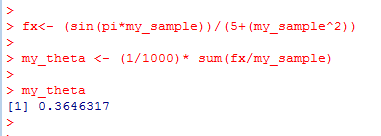 >
> fx<- (sin(pi*my_sample))/(5+(my_sample^2))
>
> my_theta <- (1/1000)* sum(fx/my_sample)
>
> my_theta
[1] 0.3646317
>